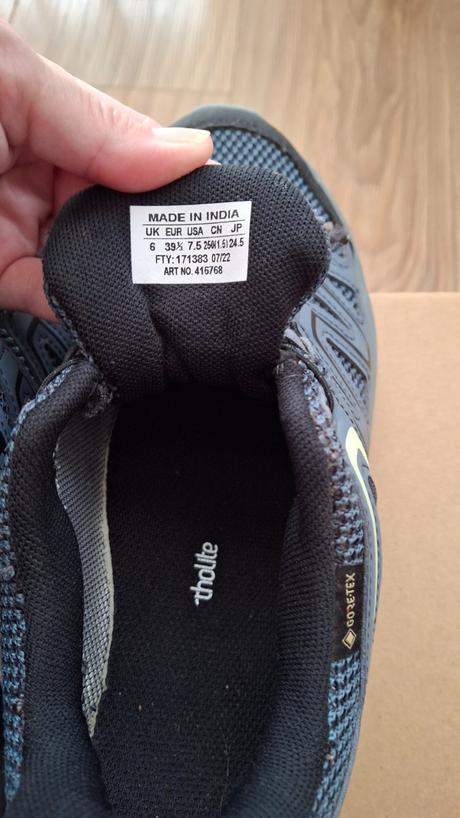 MADE IN INDIA
UK EUR USA CN JP
6 39⅓ 7.5 250(1.5) 24.5
FTY:171383 07/22
ART NO. 416768
rtholite
GORE-TEX